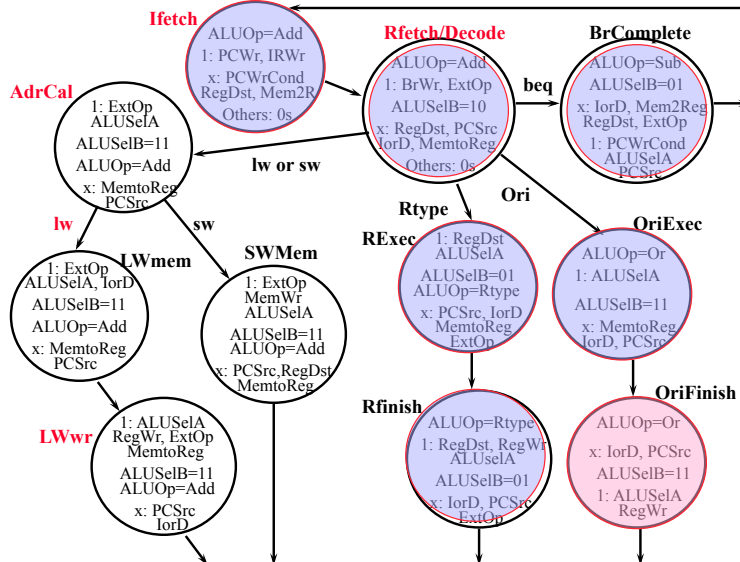 Ifetch
ALUOp=Add
1: PCWr, IRWr
x: PCWrCond
RegDst, Mem2R
Others: 0s
Rfetch/Decode
ALUOp=Add
1: BrWr, ExtOp
ALUSelB=10
x: RegDst, PCSrc
IorD, MemtoReg
Others: 0s
beq
BrComplete
ALUOp=Sub
ALUSelB=01
x: IorD, Mem2Reg
RegDst, ExtOp
1: PCWrCond
ALUSelA
PCSrc
AdrCal
1: ExtOp
ALUSelA
ALUSelB=11
ALUOp=Add
x: MemtoReg
PCSrc
lw or sw
lw
sw
Rtype
Ori
LWmem
1: ExtOp
ALUSelA, IorD
ALUSelB=11
ALUOp=Add
x: MemtoReg
PCSrc
SWMem
1: ExtOp
MemWr
ALUSelA
ALUSelB=11
ALUOp=Add
x: PCSrc,RegDst
MemtoReg
RExec
1: RegDst
ALUSelA
ALUSelB=01
ALUOp=Rtype
x: PCSrc, IorD
MemtoReg
ExtOp
OriExec
ALUOp=Or
1: ALUSelA
ALUSelB=11
x: MemtoReg
IorD, PCSrc
LWwr
1: ALUSelA
RegWr, ExtOp
MemtoReg
ALUSelB=11
ALUOp=Add
x: PCSrc
IorD
Rfinish
ALUOp=Rtype
1: RegDst, RegWr
ALUSelA
ALUSelB=01
x: IorD, PCSrc
ExtOp
OriFinish
ALUOp=Or
x: IorD, PCSrc
ALUSelB=11
1: ALUSelA
RegWr